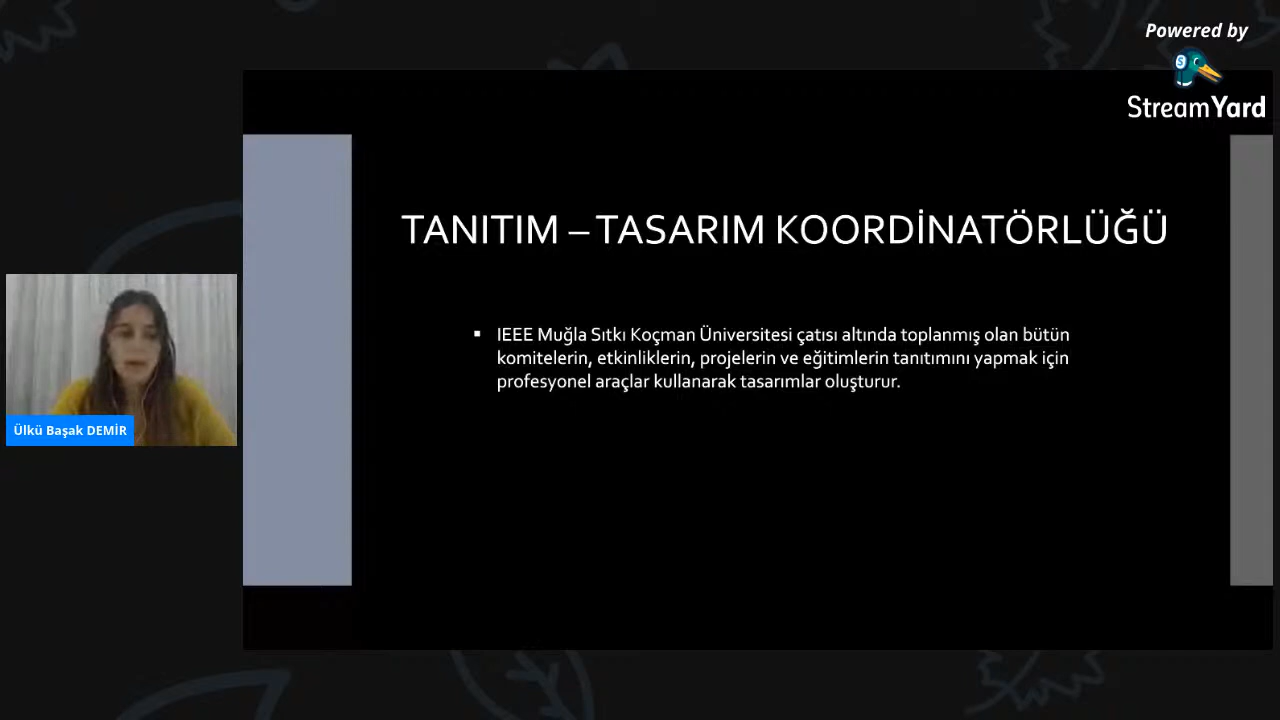 Powered by
StreamYard
TANITIM – TASARIM KOORDİNATÖRLÜĞÜ
▪ IEEE Muğla Sıtkı Koçman Üniversitesi çatısı altında toplanmış olan bütün
komitelerin, etkinliklerin, projelerin ve eğitimlerin tanıtımını yapmak için
profesyonel araçlar kullanarak tasarımlar oluşturur.
Ülkü Başak DEMİR